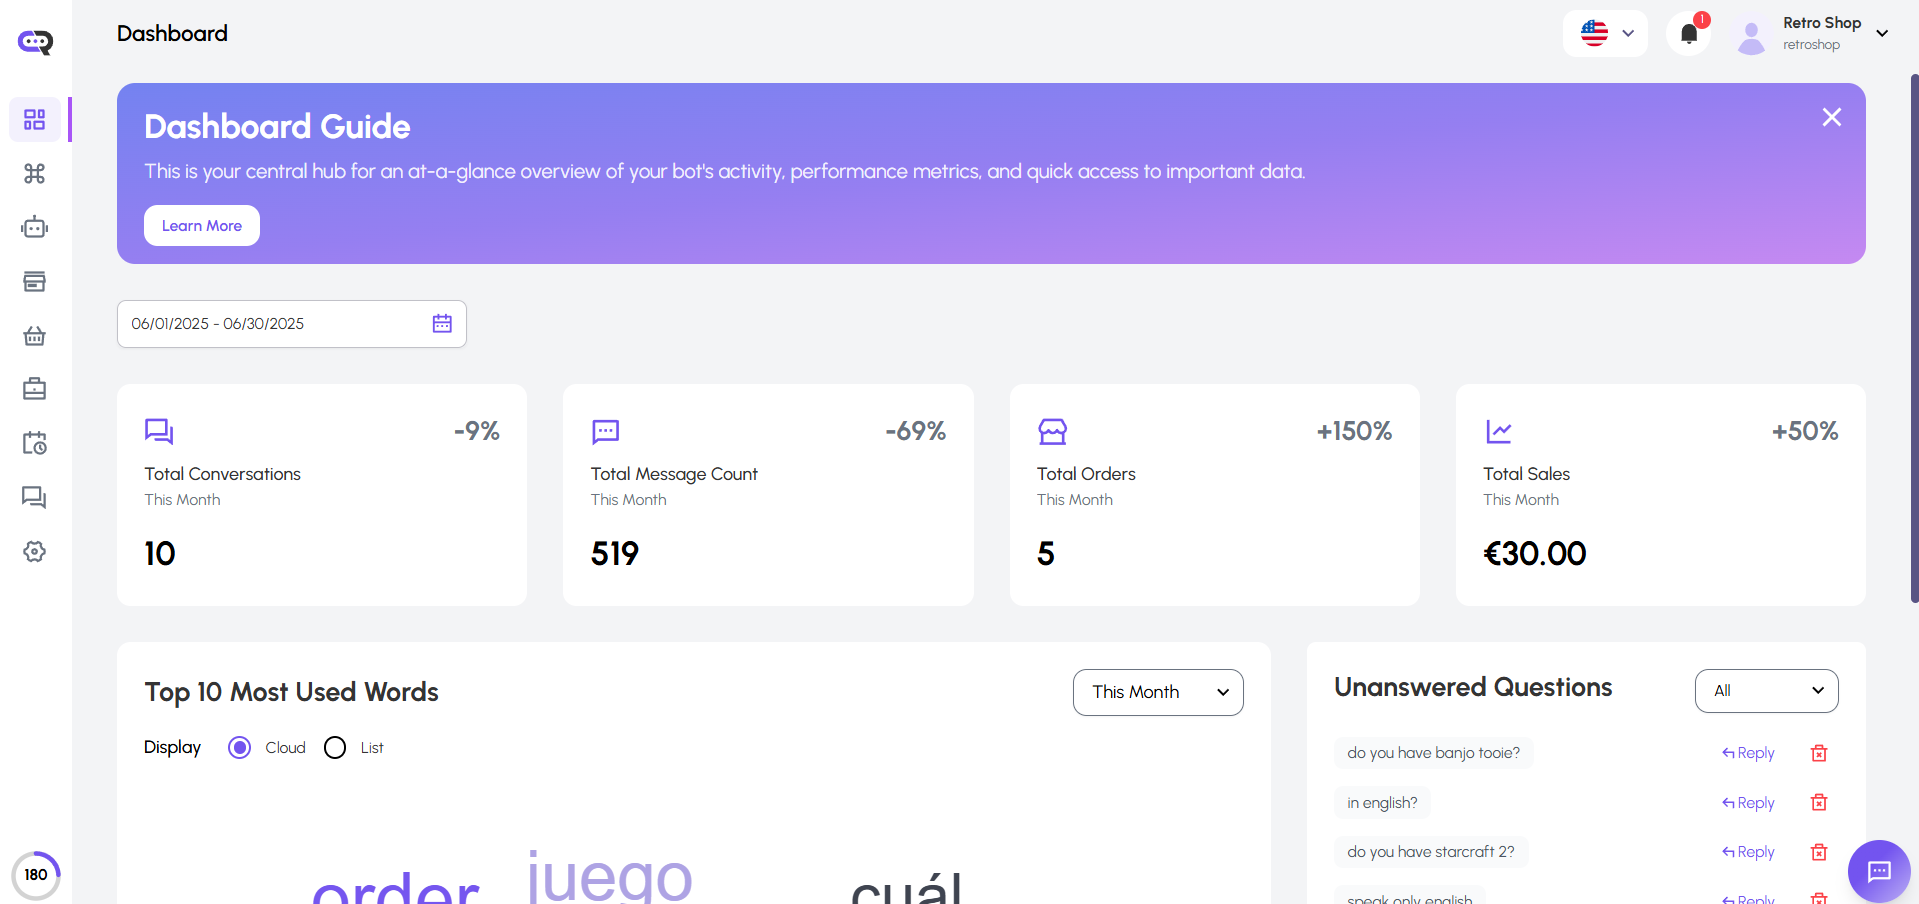 Dashboard
1
Retro Shop
retroshop
Dashboard Guide
This is your central hub for an at-a-glance overview of your bot's activity, performance metrics, and quick access to important data.
Learn More
06/01/2025 - 06/30/2025
-9%
Total Conversations
This Month
10
-69%
Total Message Count
This Month
519
+150%
Total Orders
This Month
5
+50%
Total Sales
This Month
€30.00
Top 10 Most Used Words
This Month
Display
Cloud
List
order
juego
cuál
Unanswered Questions
All
do you have banjo tooie?
Reply
in english?
Reply
do you have starcraft 2?
Reply
speak only english
Reply
180